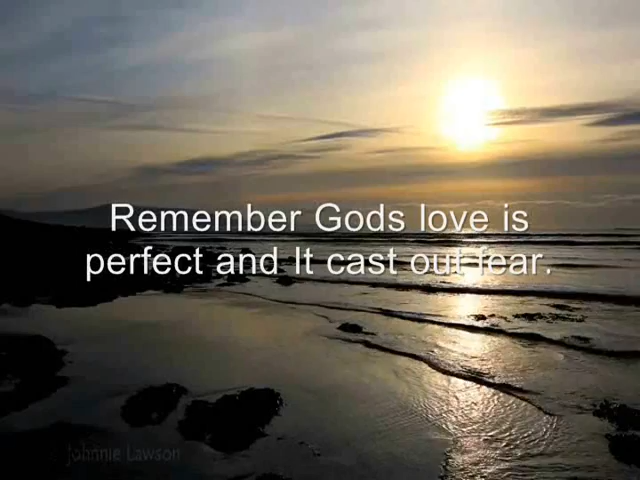 Remember Gods love is
perfect and It cast out fear.
Johnnie Lawson